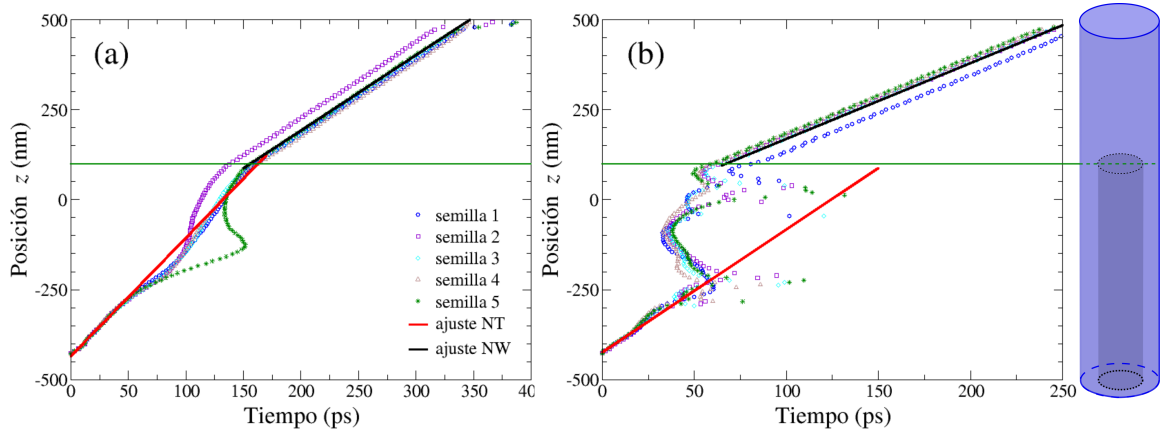 (a)
Posición z (nm)
500
250
0
-250
-500
0
50
100
150
200
250
300
350
40
Tiempo (ps)
semilla 1
semilla 2
semilla 3
semilla 4
semilla 5
ajuste NT
ajuste NW
(b)
Posición z (nm)
500
250
0
-250
-500
0
50
100
150
200
250
Tiempo (ps)